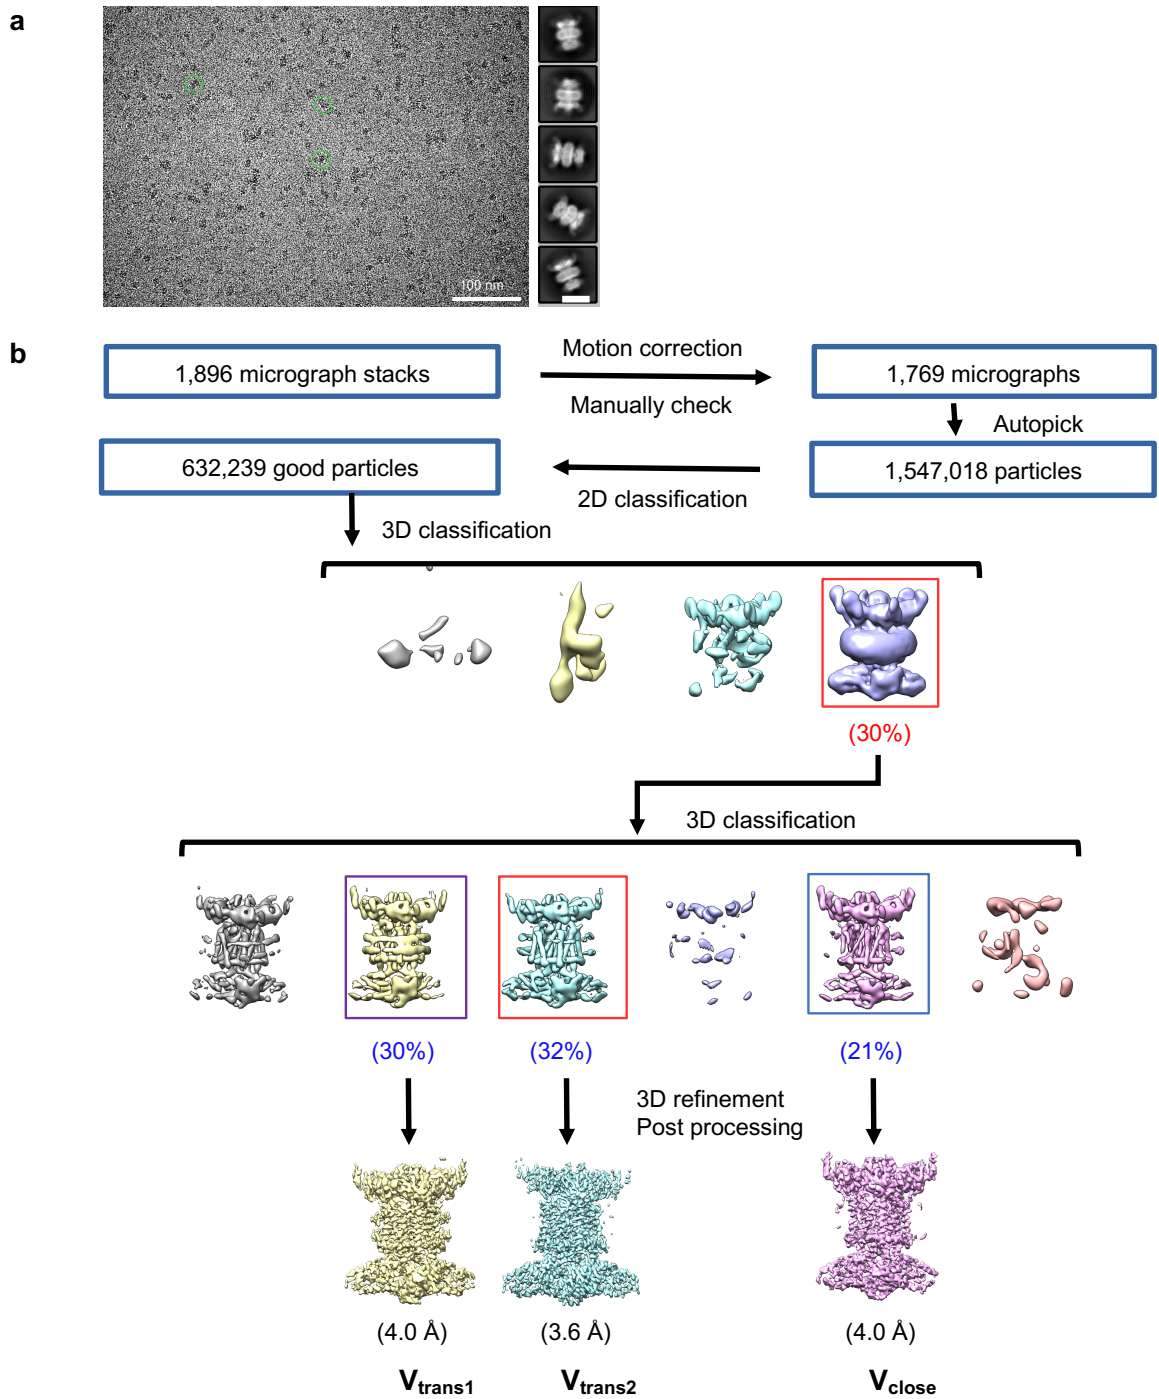 a
100 nm
b
1,896 micrograph stacks
Motion correction
Manually check
1,769 micrographs
Autopick
632,239 good particles
2D classification
1,547,018 particles
3D classification
(30%)
3D classification
(30%)
(32%)
(21%)
3D refinement
Post processing
(4.0 Å)
(3.6 Å)
(4.0 Å)
Vtrans1
Vtrans2
Vclose